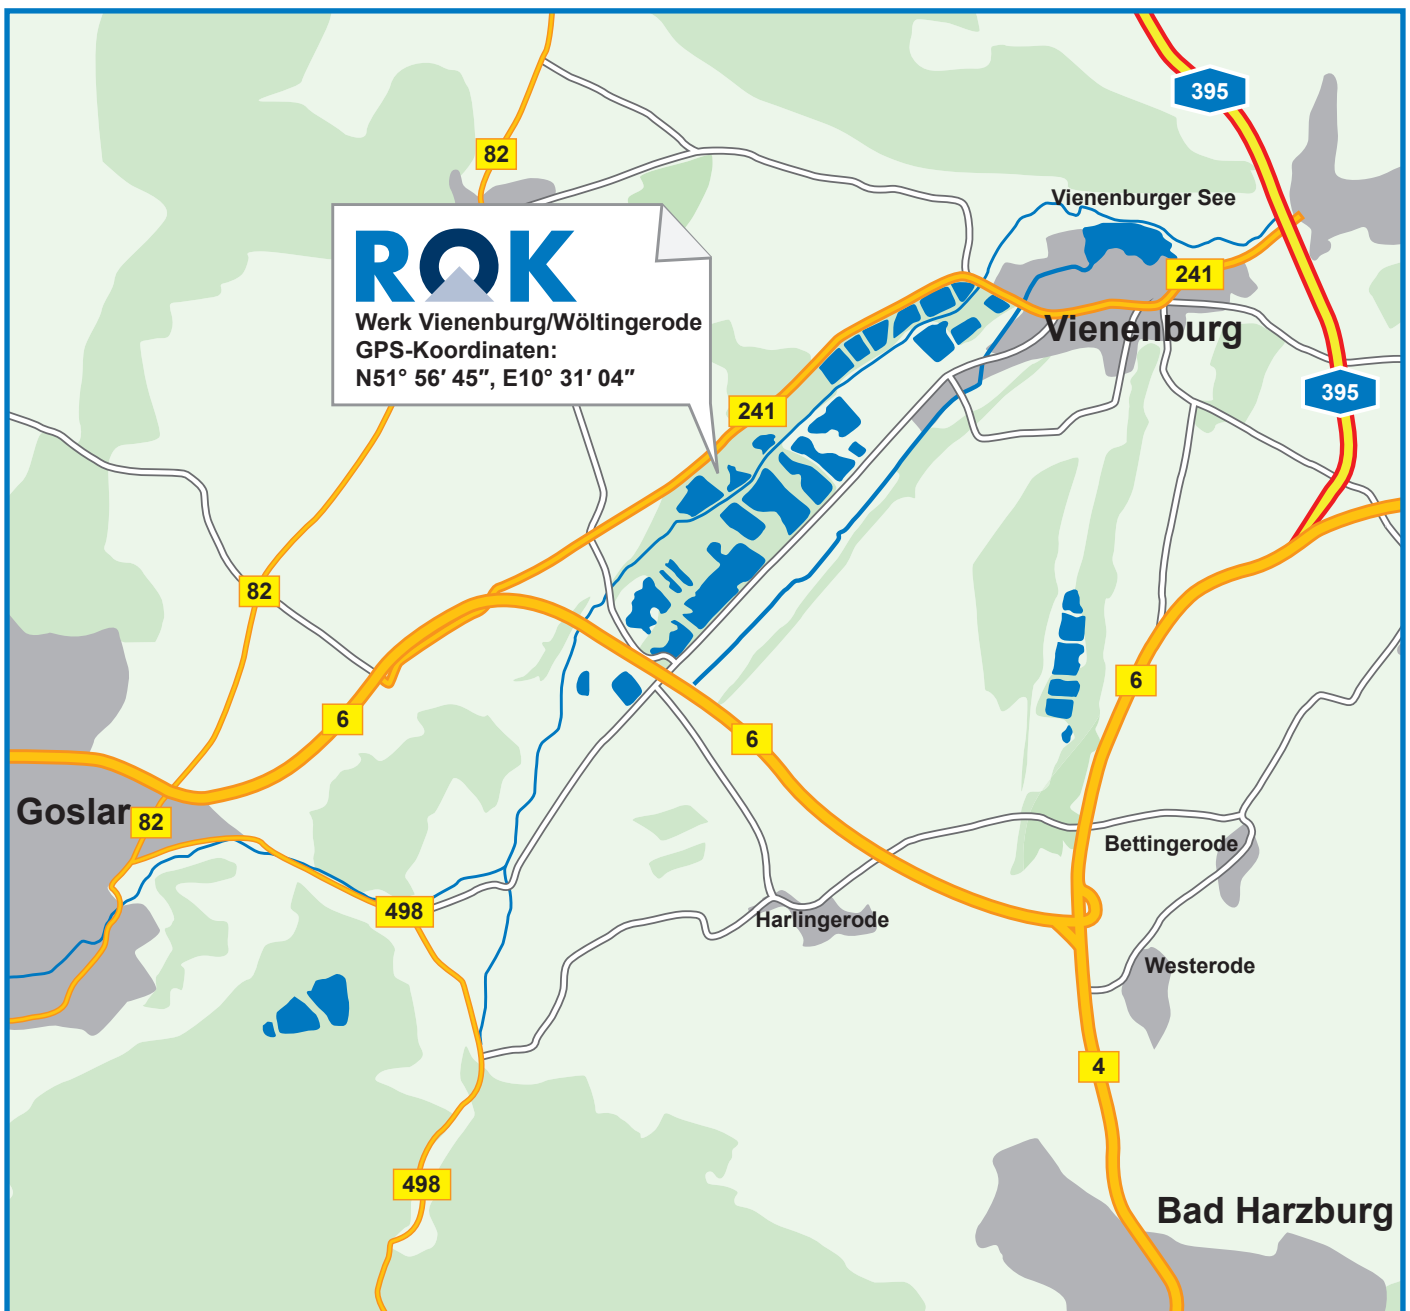 395
82
Vienenburger See
ROK
241
Werk Vienenburg/Wöltingerode
Vienenburg
GPS-Koordinaten:
N51° 56′ 45″, E10° 31′ 04″
395
241
82
6
6
6
Goslar
82
Bettingerode
498
Harlingerode
Westerode
4
498
Bad Harzburg